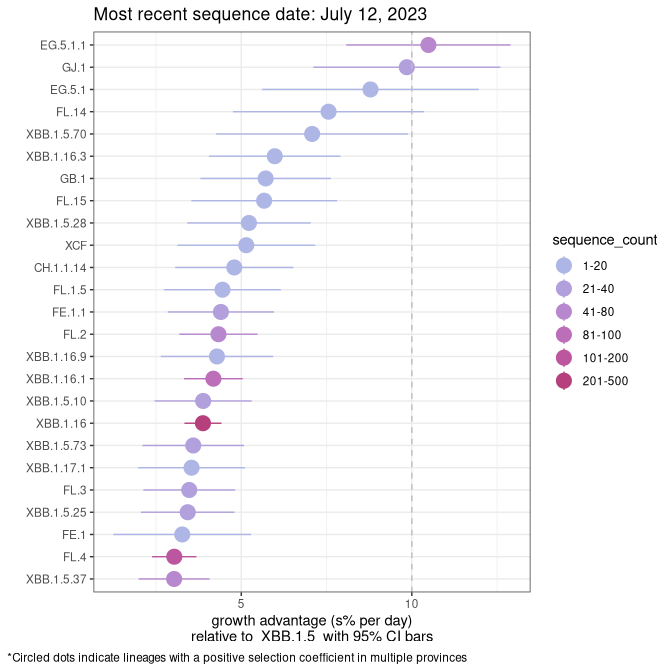 Most recent sequence date: July 12, 2023
EG.5.1.1
GJ.1
EG.5.1
FL.14
XBB.1.5.70
XBB.1.16.3
GB.1
FL.15
XBB.1.5.28
XCF
CH.1.1.14
FL.1.5
FE.1.1
FL.2
XBB.1.16.9
XBB.1.16.1
XBB.1.5.10
XBB.1.16
XBB.1.5.73
XBB.1.17.1
FL.3
XBB.1.5.25
FE.1
FL.4
XBB.1.5.37
5
10
growth advantage (s% per day)
relative to XBB.1.5 with 95% CI bars
sequence_count
1-20
21-40
41-80
81-100
101-200
201-500
*Circled dots indicate lineages with a positive selection coefficient in multiple provinces